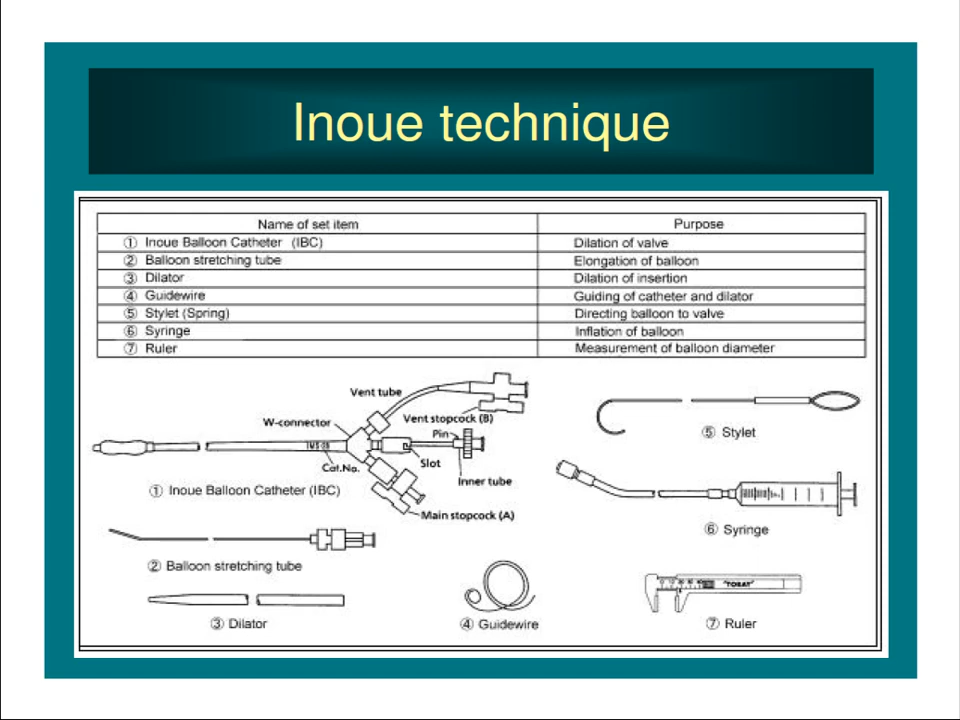 Inoue technique
Name of set item Purpose
① Inoue Balloon Catheter (IBC) Dilation of valve
② Balloon stretching tube Elongation of balloon
③ Dilator Dilation of insertion
④ Guidewire Guiding of catheter and dilator
⑤ Stylet (Spring) Directing balloon to valve
⑥ Syringe Inflation of balloon
⑦ Ruler Measurement of balloon diameter
Vent tube
W-connector
Vent stopcock (B)
Pin
Slot
Cat.No.
Inner tube
① Inoue Balloon Catheter (IBC)
Main stopcock (A)
⑤ Stylet
⑥ Syringe
② Balloon stretching tube
"TORAY"
③ Dilator
④ Guidewire
⑦ Ruler